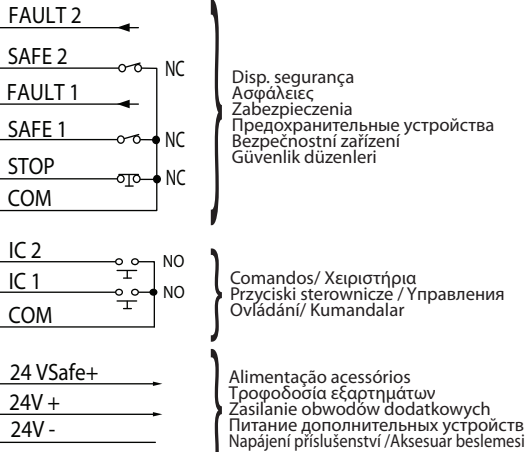 FAULT 2
SAFE 2
NC
FAULT 1
SAFE 1
NC
STOP
NC
COM
Disp. segurança
Ασφάλειες
Zabezpieczenia
Предохранительные устройства
Bezpečnostní zařízení
Güvenlik düzenleri
IC 2
NO
IC 1
NO
COM
Comandos/ Χειριστήρια
Przyciski sterownicze / Υправления
Ovládání/ Kumandalar
24 VSafe+
24V +
24V -
Alimentação acessórios
Τροφοδοσία εξαρτημάτων
Zasilanie obwodów dodatkowych
Питание дополнительных устройств
Napájení příslušenství /Aksesuar beslemesi